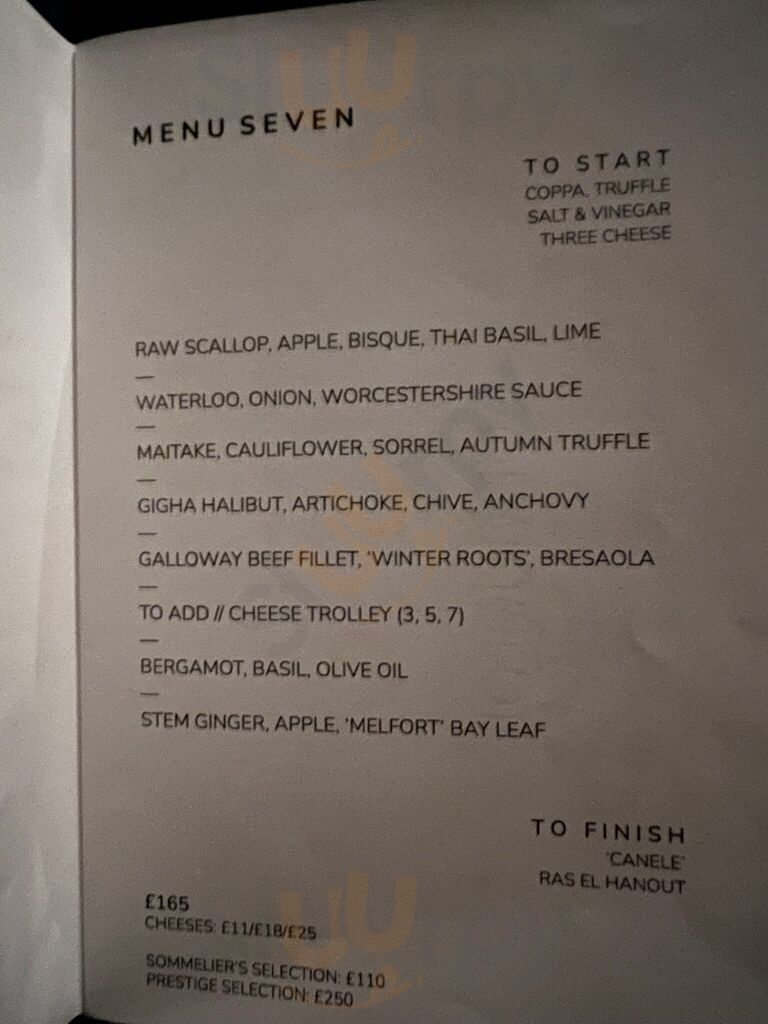 MENU SEVEN
TO START
COPPA, TRUFFLE
SALT & VINEGAR
THREE CHEESE
RAW SCALLOP, APPLE, BISQUE, THAI BASIL, LIME
—
WATERLOO, ONION, WORCESTERSHIRE SAUCE
—
MAITAKE, CAULIFLOWER, SORREL, AUTUMN TRUFFLE
—
GIGHA HALIBUT, ARTICHOKE, CHIVE, ANCHOVY
—
GALLOWAY BEEF FILLET, 'WINTER ROOTS', BRESAOLA
—
TO ADD // CHEESE TROLLEY (3, 5, 7)
—
BERGAMOT, BASIL, OLIVE OIL
—
STEM GINGER, APPLE, 'MELFORT' BAY LEAF
TO FINISH
'CANELE'
RAS EL HANOUT
£165
CHEESES: £11/£18/£25
SOMMELIER'S SELECTION: £110
PRESTIGE SELECTION: £250